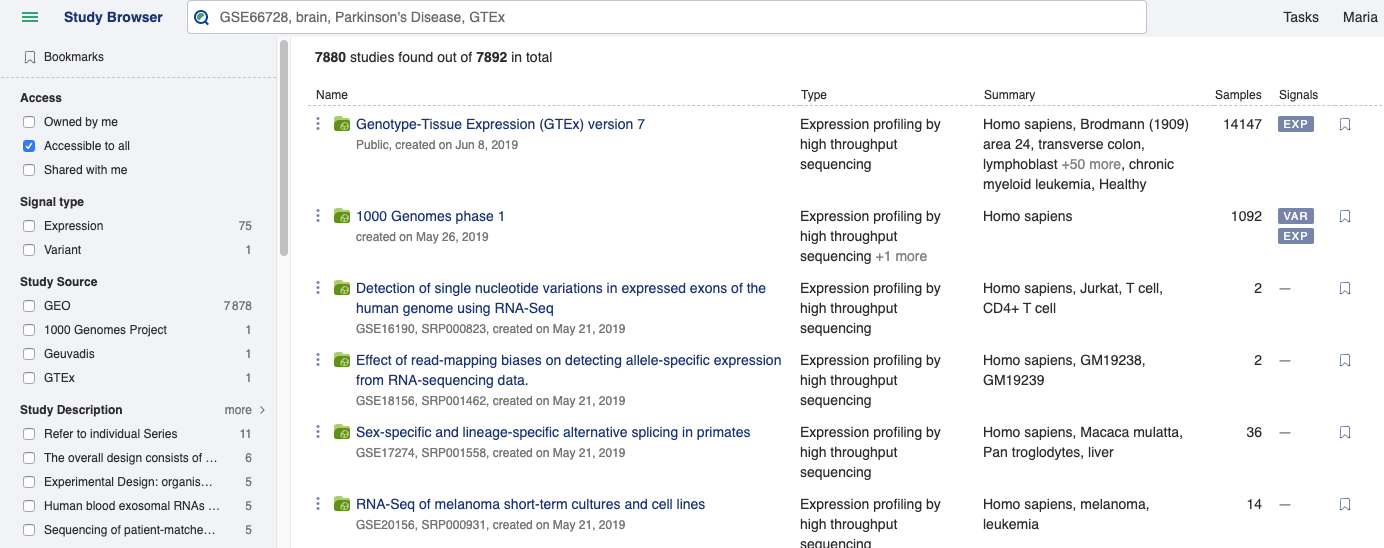 Study Browser
GSE66728, brain, Parkinson's Disease, GTEx
Tasks
Maria
Bookmarks
Access
Owned by me
Accessible to all
Shared with me
Signal type
Expression 75
Variant 1
Study Source
GEO 7878
1000 Genomes Project 1
Geuvadis 1
GTEx 1
Study Description more
Refer to individual Series 11
The overall design consists of ... 6
Experimental Design: organis... 5
Human blood exosomal RNAs ... 5
Sequencing of patient-matche... 5
7880 studies found out of 7892 in total
Name Type Summary Samples Signals
Genotype-Tissue Expression (GTEx) version 7
Public, created on Jun 8, 2019
Expression profiling by
high throughput
sequencing
Homo sapiens, Brodmann (1909)
area 24, transverse colon,
lymphoblast +50 more, chronic
myeloid leukemia, Healthy
14147
EXP
1000 Genomes phase 1
created on May 26, 2019
Expression profiling by
high throughput
sequencing +1 more
Homo sapiens
1092
VAR
EXP
Detection of single nucleotide variations in expressed exons of the
human genome using RNA-Seq
GSE16190, SRP000823, created on May 21, 2019
Expression profiling by
high throughput
sequencing
Homo sapiens, Jurkat, T cell,
CD4+ T cell
2
—
Effect of read-mapping biases on detecting allele-specific expression
from RNA-sequencing data.
GSE18156, SRP001462, created on May 21, 2019
Expression profiling by
high throughput
sequencing
Homo sapiens, GM19238,
GM19239
2
—
Sex-specific and lineage-specific alternative splicing in primates
GSE17274, SRP001558, created on May 21, 2019
Expression profiling by
high throughput
sequencing
Homo sapiens, Macaca mulatta,
Pan troglodytes, liver
36
—
RNA-Seq of melanoma short-term cultures and cell lines
GSE20156, SRP000931, created on May 21, 2019
Expression profiling by
high throughput
sequencing
Homo sapiens, melanoma,
leukemia
14
—